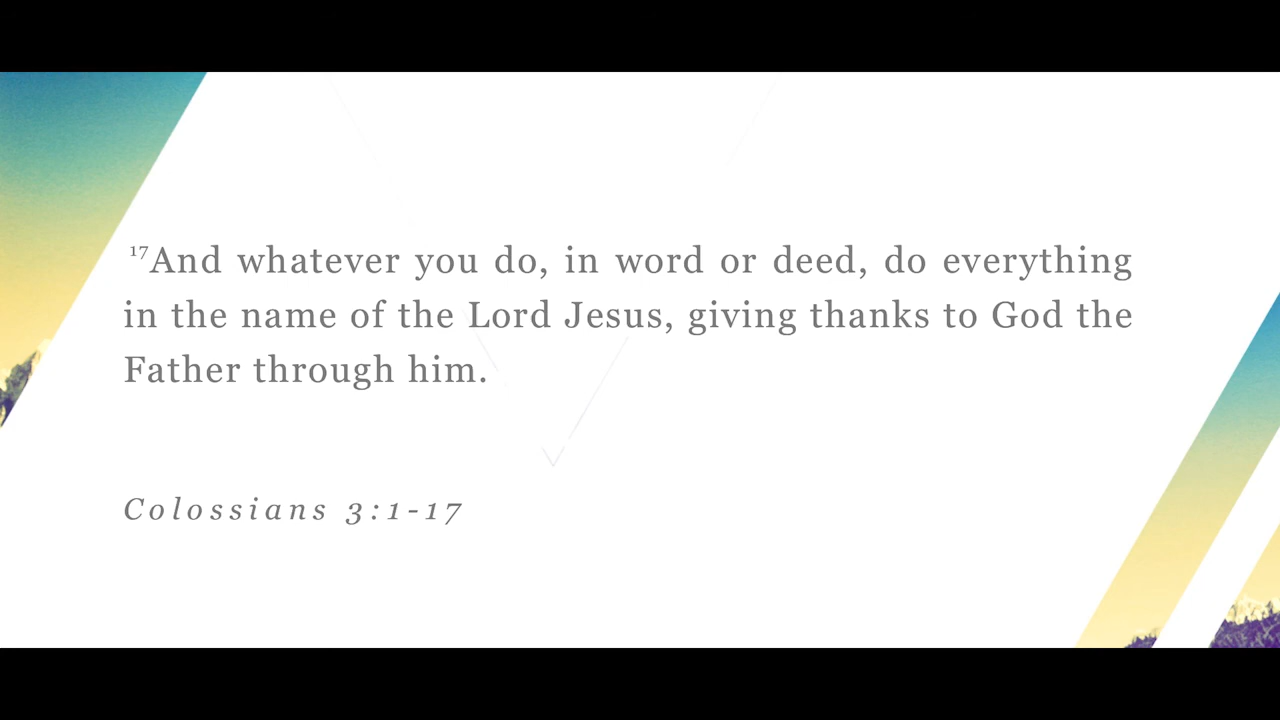 ¹⁷And whatever you do, in word or deed, do everything
in the name of the Lord Jesus, giving thanks to God the
Father through him.
Colossians 3:1-17